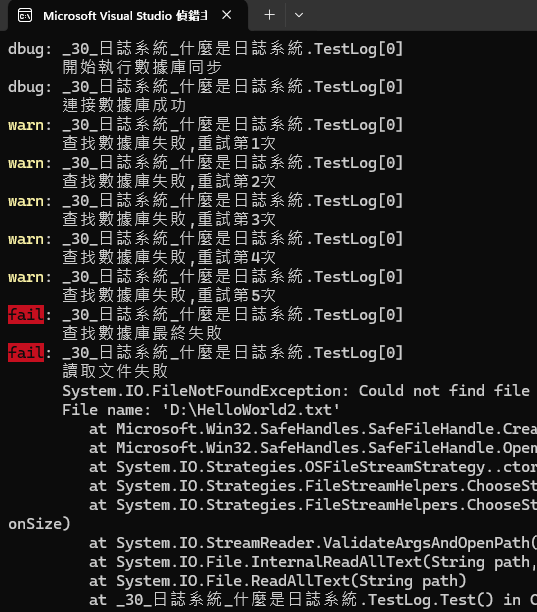 Microsoft Visual Studio 偵錯主
dbug: _30_日誌系統_什麼是日誌系統.TestLog[0]
開始執行數據庫同步
dbug: _30_日誌系統_什麼是日誌系統.TestLog[0]
連接數據庫成功
warn: _30_日誌系統_什麼是日誌系統.TestLog[0]
查找數據庫失敗,重試第1次
warn: _30_日誌系統_什麼是日誌系統.TestLog[0]
查找數據庫失敗,重試第2次
warn: _30_日誌系統_什麼是日誌系統.TestLog[0]
查找數據庫失敗,重試第3次
warn: _30_日誌系統_什麼是日誌系統.TestLog[0]
查找數據庫失敗,重試第4次
warn: _30_日誌系統_什麼是日誌系統.TestLog[0]
查找數據庫失敗,重試第5次
fail: _30_日誌系統_什麼是日誌系統.TestLog[0]
查找數據庫最終失敗
fail: _30_日誌系統_什麼是日誌系統.TestLog[0]
讀取文件失敗
System.IO.FileNotFoundException: Could not find file
File name: 'D:\HelloWorld2.txt'
at Microsoft.Win32.SafeHandles.SafeFileHandle.Crea
at Microsoft.Win32.SafeHandles.SafeFileHandle.Open
at System.IO.Strategies.OSFileStreamStrategy..ctor
at System.IO.Strategies.FileStreamHelpers.ChooseSt
at System.IO.Strategies.FileStreamHelpers.ChooseSt
onSize)
at System.IO.StreamReader.ValidateArgsAndOpenPath(
at System.IO.File.InternalReadAllText(String path,
at System.IO.File.ReadAllText(String path)
at _30_日誌系統_什麼是日誌系統.TestLog.Test() in C